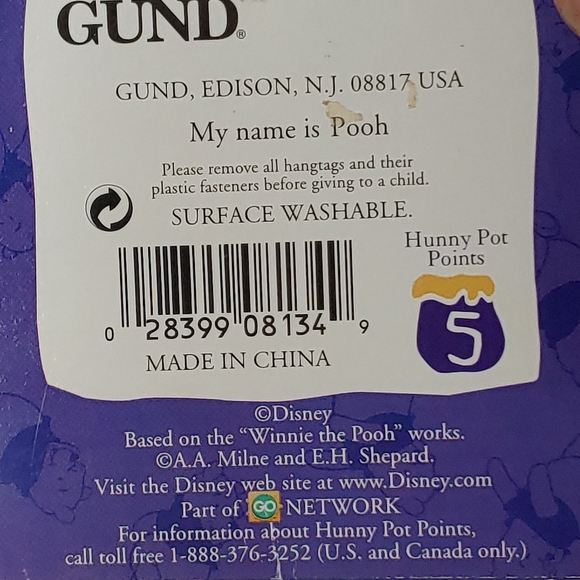 GUND®
GUND, EDISON, N.J. 08817 USA
My name is Pooh
Please remove all hangtags and their
plastic fasteners before giving to a child.
SURFACE WASHABLE.
Hunny Pot
Points
5
0 28399 08134 9
MADE IN CHINA
©Disney
Based on the “Winnie the Pooh” works.
©A.A. Milne and E.H. Shepard.
Visit the Disney web site at www.Disney.com
Part of GO NETWORK
For information about Hunny Pot Points,
call toll free 1-888-376-3252 (U.S. and Canada only.)